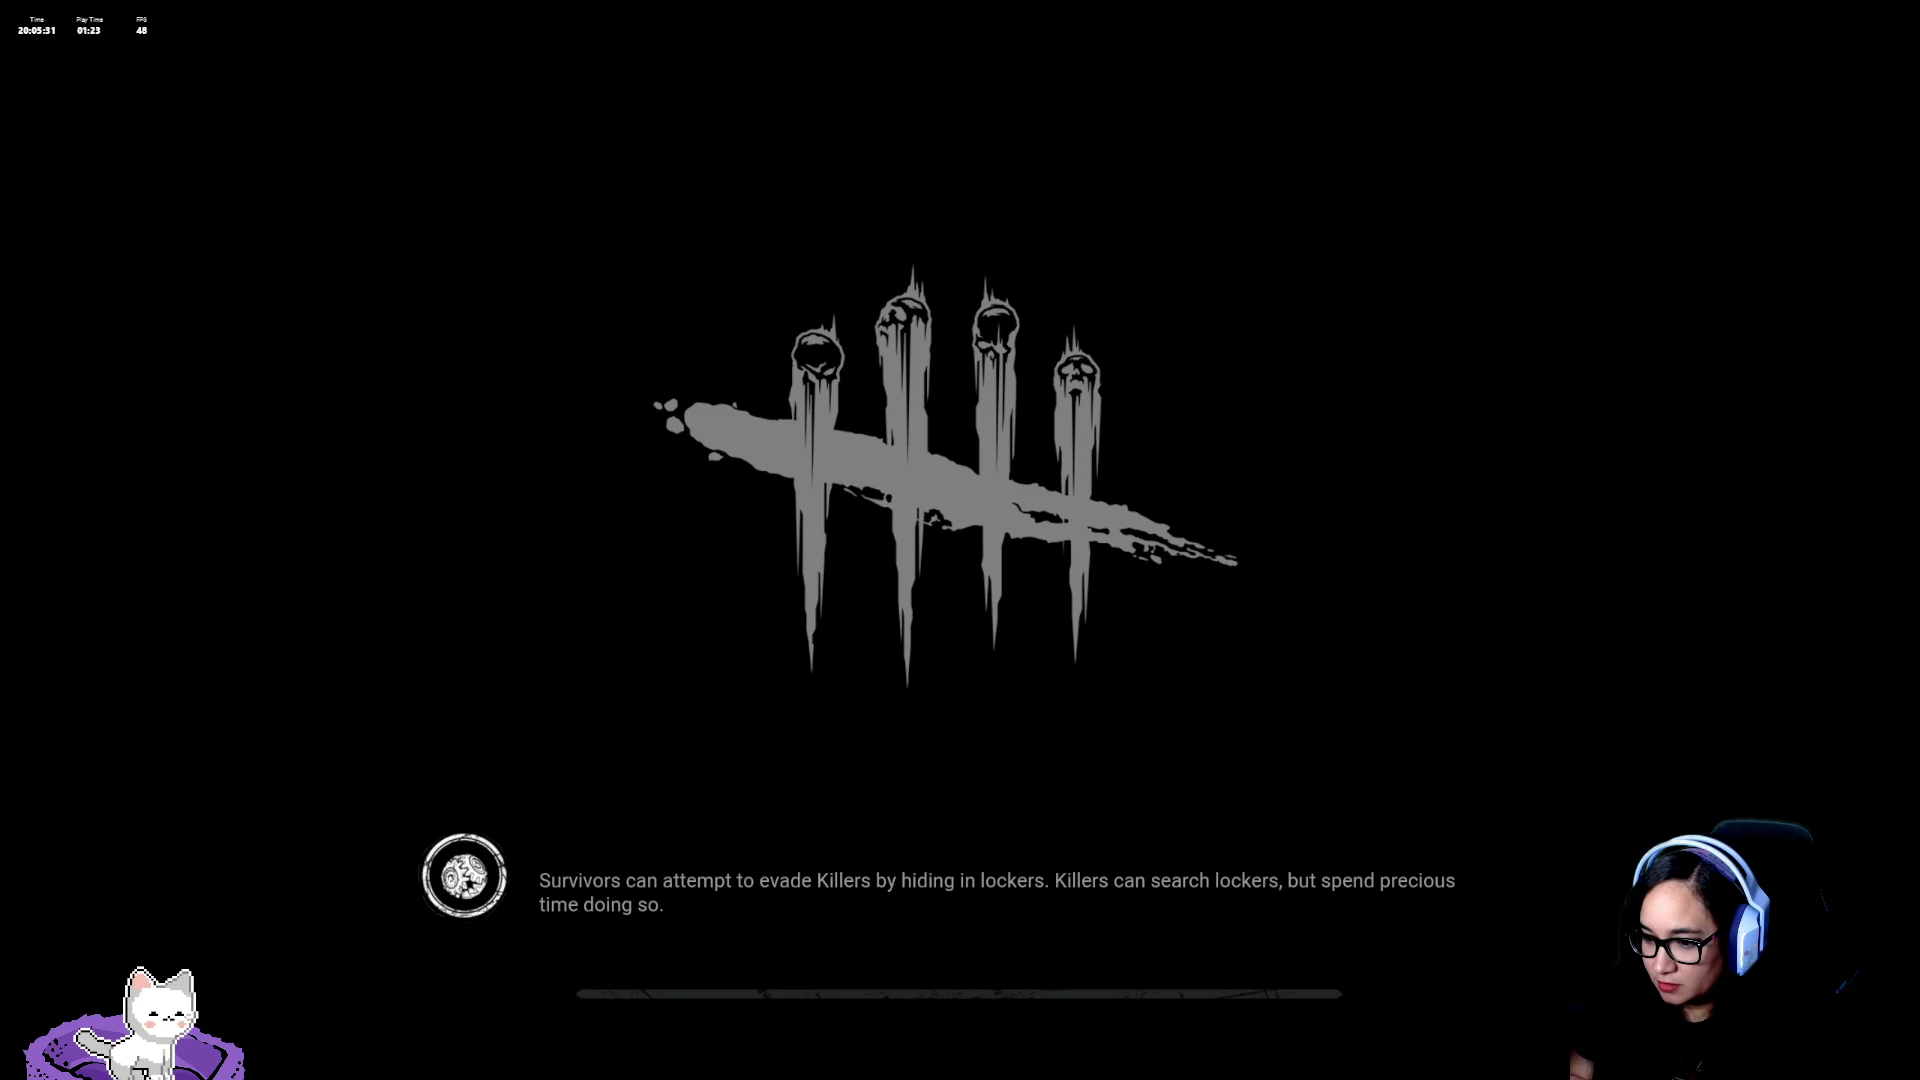 Time Play Time FPS
20:05:31 01:23 48
Survivors can attempt to evade Killers by hiding in lockers. Killers can search lockers, but spend precious
time doing so.